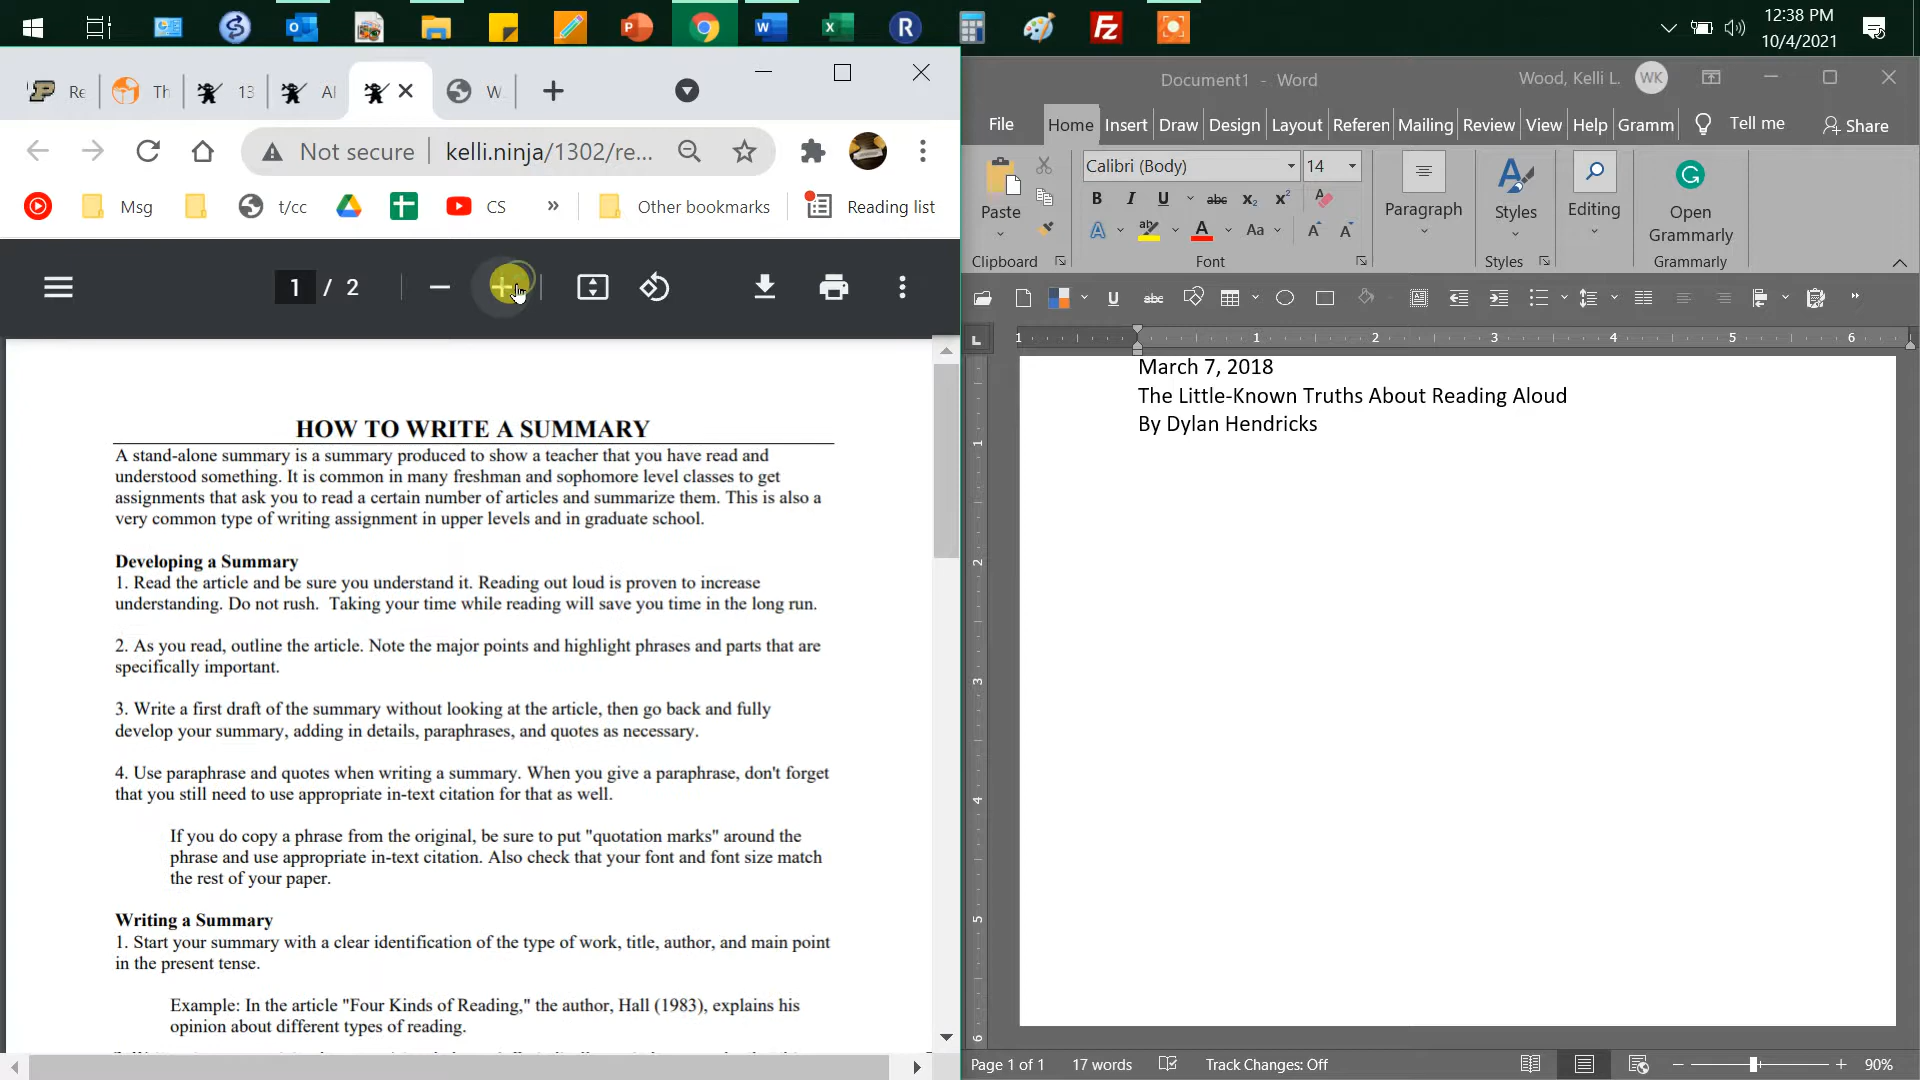 12:38 PM
10/4/2021
Re
Th
13
Al
W
Not secure
kelli.ninja/1302/re...
Msg
t/cc
CS
»
Other bookmarks
Reading list
1 / 2
HOW TO WRITE A SUMMARY
A stand-alone summary is a summary produced to show a teacher that you have read and
understood something. It is common in many freshman and sophomore level classes to get
assignments that ask you to read a certain number of articles and summarize them. This is also a
very common type of writing assignment in upper levels and in graduate school.
Developing a Summary
1. Read the article and be sure you understand it. Reading out loud is proven to increase
understanding. Do not rush.  Taking your time while reading will save you time in the long run.
2. As you read, outline the article. Note the major points and highlight phrases and parts that are
specifically important.
3. Write a first draft of the summary without looking at the article, then go back and fully
develop your summary, adding in details, paraphrases, and quotes as necessary.
4. Use paraphrase and quotes when writing a summary. When you give a paraphrase, don't forget
that you still need to use appropriate in-text citation for that as well.
If you do copy a phrase from the original, be sure to put "quotation marks" around the
phrase and use appropriate in-text citation. Also check that your font and font size match
the rest of your paper.
Writing a Summary
1. Start your summary with a clear identification of the type of work, title, author, and main point
in the present tense.
Example: In the article "Four Kinds of Reading," the author, Hall (1983), explains his
opinion about different types of reading.
Document1 - Word
Wood, Kelli L.
WK
File
Home
Insert
Draw
Design
Layout
Referen
Mailing
Review
View
Help
Gramm
Tell me
Share
Paste
Calibri (Body)
14
Paragraph
Styles
Editing
Open
Grammarly
Clipboard
Font
Styles
Grammarly
1 1 2 3 4 5 6
March 7, 2018
The Little-Known Truths About Reading Aloud
By Dylan Hendricks
1
2
3
4
5
6
Page 1 of 1
17 words
Track Changes: Off
90%